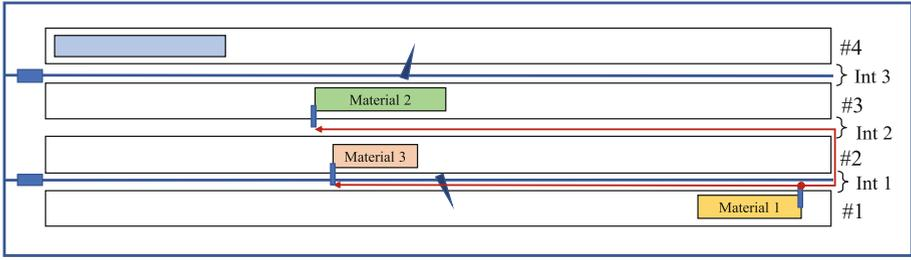 #4
Int 3
Material 2
#3
Int 2
Material 3
#2
Int 1
Material 1
#1